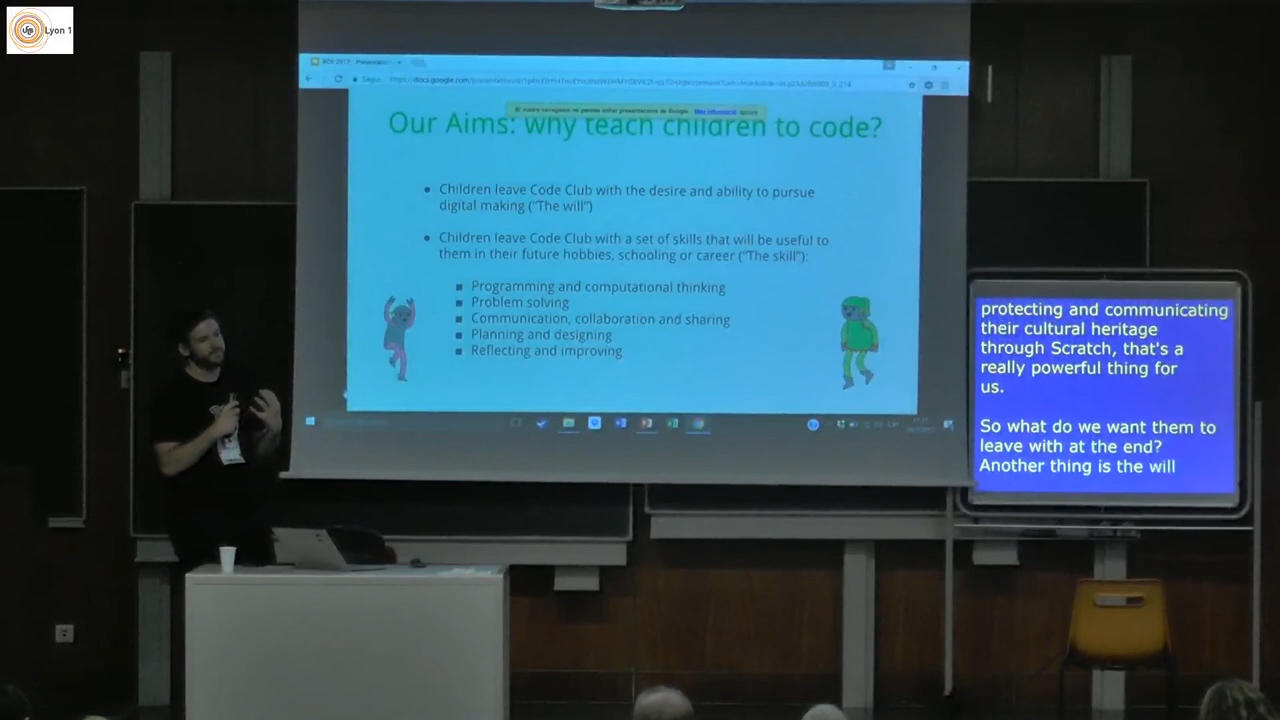 Lyon 1
https://docs.google.com
Our Aims: why teach children to code?
• Children leave Code Club with the desire and ability to pursue
digital making ("The will")
• Children leave Code Club with a set of skills that will be useful to
them in their future hobbies, schooling or career ("The skill"):
▪ Programming and computational thinking
▪ Problem solving
▪ Communication, collaboration and sharing
▪ Planning and designing
▪ Reflecting and improving
protecting and communicating
their cultural heritage
through Scratch, that's a
really powerful thing for
us.
So what do we want them to
leave with at the end?
Another thing is the will